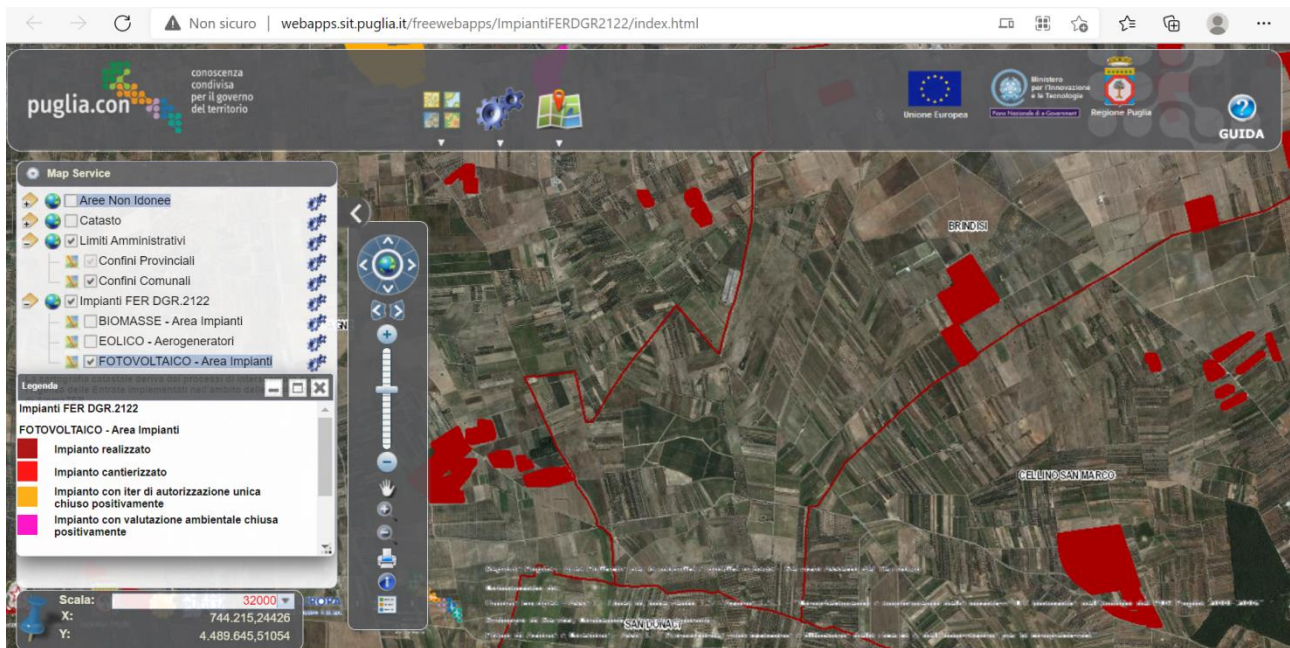 Non sicuro | webapps.sit.puglia.it/freewebapps/ImpiantiFERDGR2122/index.html
puglia.con
conoscenza
condivisa
per il governo
del territorio
Unione Europea
Ministero
per l'Innovazione
e le Tecnologie
Regione Puglia
GUIDA
Map Service
Aree Non Idonee
Catasto
Limiti Amministrativi
Confini Provinciali
Confini Comunali
Impianti FER DGR.2122
BIOMASSE - Area Impianti
EOLICO - Aerogeneratori
FOTOVOLTAICO - Area Impianti
Legenda
Impianti FER DGR.2122
FOTOVOLTAICO - Area Impianti
Impianto realizzato
Impianto cantierizzato
Impianto con iter di autorizzazione unica
chiuso positivamente
Impianto con valutazione ambientale chiusa
positivamente
Scala: 32000
X: 744.215,24426
Y: 4.489.645,51054
BRINDISI
CELLINO SAN MARCO
SAN DONACI